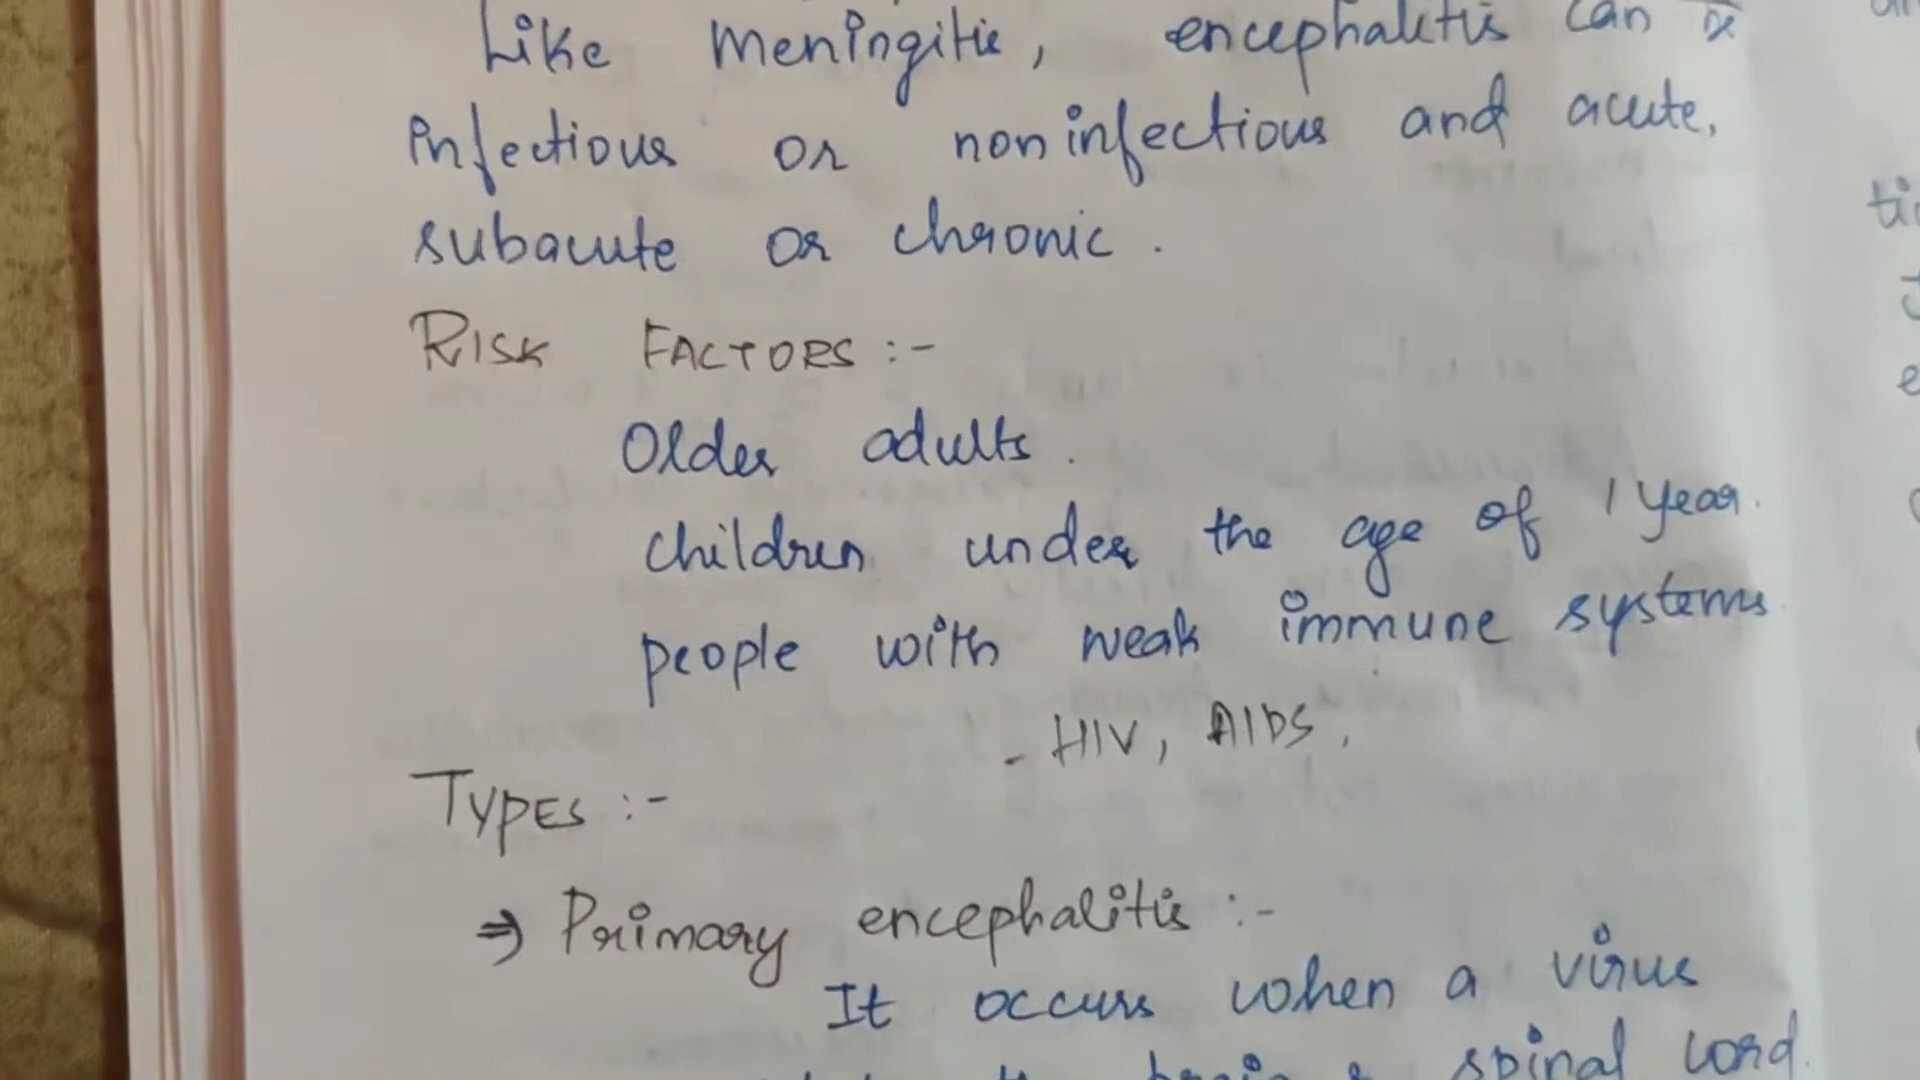 Like meningitis, encephalitis can be
infectious or noninfectious and acute,
subacute or chronic.
RISK FACTORS :-
Older adults.
children under the age of 1 year.
people with weak immune systems
- HIV, AIDS,
TYPES :-
⇒ Primary encephalitis :-
It occurs when a virus
brain & spinal cord.